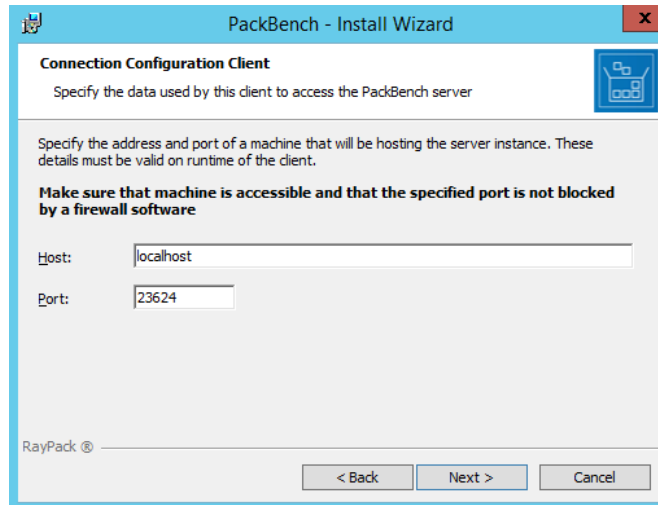 PackBench - Install Wizard
x
Connection Configuration Client
Specify the data used by this client to access the PackBench server
Specify the address and port of a machine that will be hosting the server instance. These
details must be valid on runtime of the client.
Make sure that machine is accessible and that the specified port is not blocked
by a firewall software
Host: localhost
Port: 23624
RayPack ®
< Back Next > Cancel